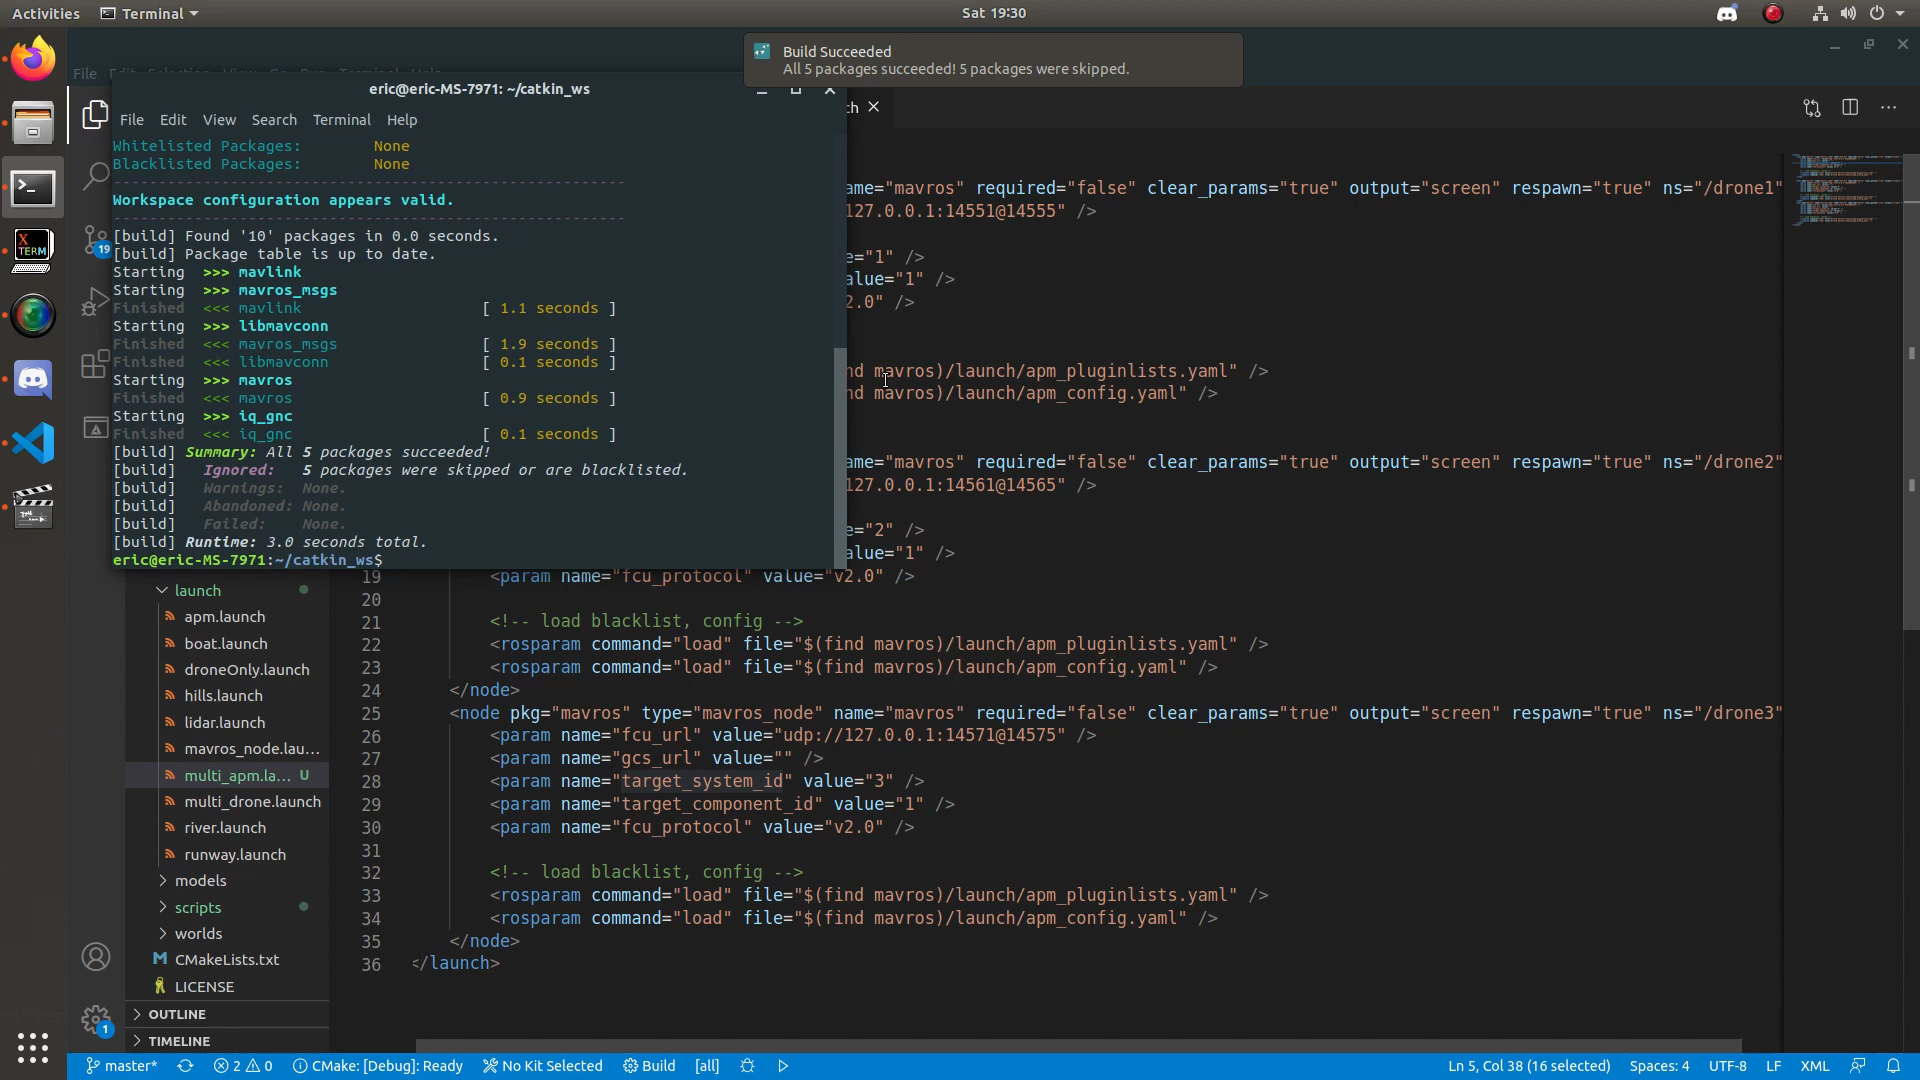 Activities
Terminal
Sat 19:30
Build Succeeded
All 5 packages succeeded! 5 packages were skipped.
eric@eric-MS-7971: ~/catkin_ws
File Edit View Search Terminal Help
Whitelisted Packages: None
Blacklisted Packages: None
------------------------------------------------------------
Workspace configuration appears valid.
------------------------------------------------------------
[build] Found '10' packages in 0.0 seconds.
[build] Package table is up to date.
Starting >>> mavlink
Starting >>> mavros_msgs
Finished <<< mavlink [ 1.1 seconds ]
Starting >>> libmavconn
Finished <<< mavros_msgs [ 1.9 seconds ]
Finished <<< libmavconn [ 0.1 seconds ]
Starting >>> mavros
Finished <<< mavros [ 0.9 seconds ]
Starting >>> iq_gnc
Finished <<< iq_gnc [ 0.1 seconds ]
[build] Summary: All 5 packages succeeded!
[build] Ignored: 5 packages were skipped or are blacklisted.
[build] Warnings: None.
[build] Abandoned: None.
[build] Failed: None.
[build] Runtime: 3.0 seconds total.
eric@eric-MS-7971:~/catkin_ws$
ch
ame="mavros" required="false" clear_params="true" output="screen" respawn="true" ns="/drone1"
127.0.0.1:14551@14555" />
e="1" />
alue="1" />
2.0" />
nd mavros)/launch/apm_pluginlists.yaml" />
nd mavros)/launch/apm_config.yaml" />
ame="mavros" required="false" clear_params="true" output="screen" respawn="true" ns="/drone2"
127.0.0.1:14561@14565" />
e="2" />
alue="1" />
19 <param name="fcu_protocol" value="v2.0" />
20
21 <!-- load blacklist, config -->
22 <rosparam command="load" file="$(find mavros)/launch/apm_pluginlists.yaml" />
23 <rosparam command="load" file="$(find mavros)/launch/apm_config.yaml" />
24 </node>
25 <node pkg="mavros" type="mavros_node" name="mavros" required="false" clear_params="true" output="screen" respawn="true" ns="/drone3"
26 <param name="fcu_url" value="udp://127.0.0.1:14571@14575" />
27 <param name="gcs_url" value="" />
28 <param name="target_system_id" value="3" />
29 <param name="target_component_id" value="1" />
30 <param name="fcu_protocol" value="v2.0" />
31
32 <!-- load blacklist, config -->
33 <rosparam command="load" file="$(find mavros)/launch/apm_pluginlists.yaml" />
34 <rosparam command="load" file="$(find mavros)/launch/apm_config.yaml" />
35 </node>
36 </launch>
launch
apm.launch
boat.launch
droneOnly.launch
hills.launch
lidar.launch
mavros_node.lau...
multi_apm.la... U
multi_drone.launch
river.launch
runway.launch
models
scripts
worlds
CMakeLists.txt
LICENSE
OUTLINE
TIMELINE
19
1
X TERM
master* 2 0 CMake: [Debug]: Ready No Kit Selected Build [all] Ln 5, Col 38 (16 selected) Spaces: 4 UTF-8 LF XML